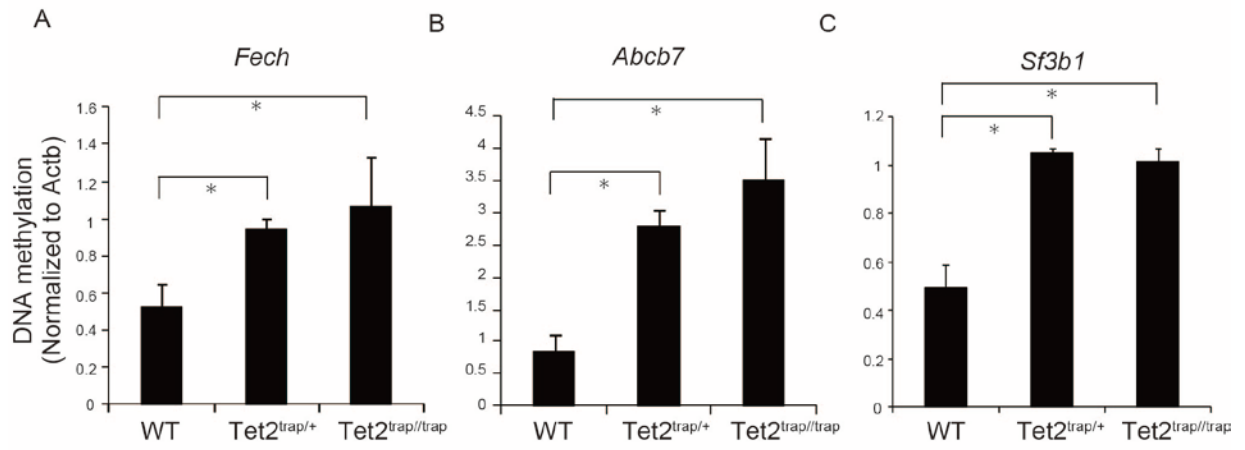 A
B
C
Fech
Abcb7
Sf3b1
DNA methylation
(Normalized to Actb)
1.6
1.4
1.2
1
0.8
0.6
0.4
0.2
0
*
*
WT
Tet2trap/+
Tet2trap//trap
4.5
4
3.5
3
2.5
2
1.5
1
0.5
0
*
*
WT
Tet2trap/+
Tet2trap//trap
1.2
1
0.8
0.6
0.4
0.2
0
*
*
WT
Tet2trap/+
Tet2trap//trap